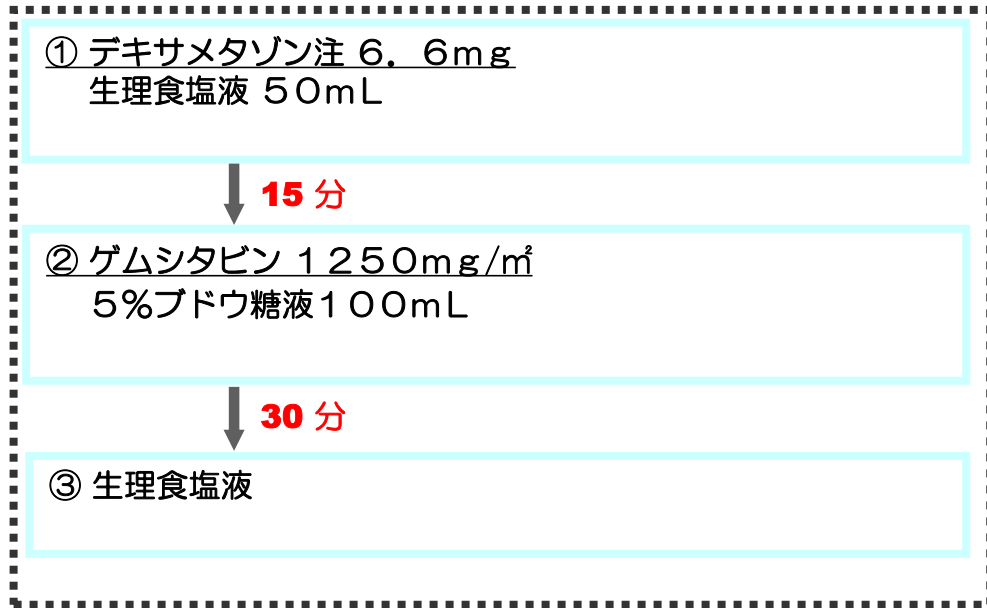 ① デキサメタゾン注 ６．６ｍｇ
生理食塩液 ５０ｍＬ
15 分
② ゲムシタビン １２５０ｍｇ/㎡
５％ブドウ糖液１００ｍＬ
30 分
③ 生理食塩液